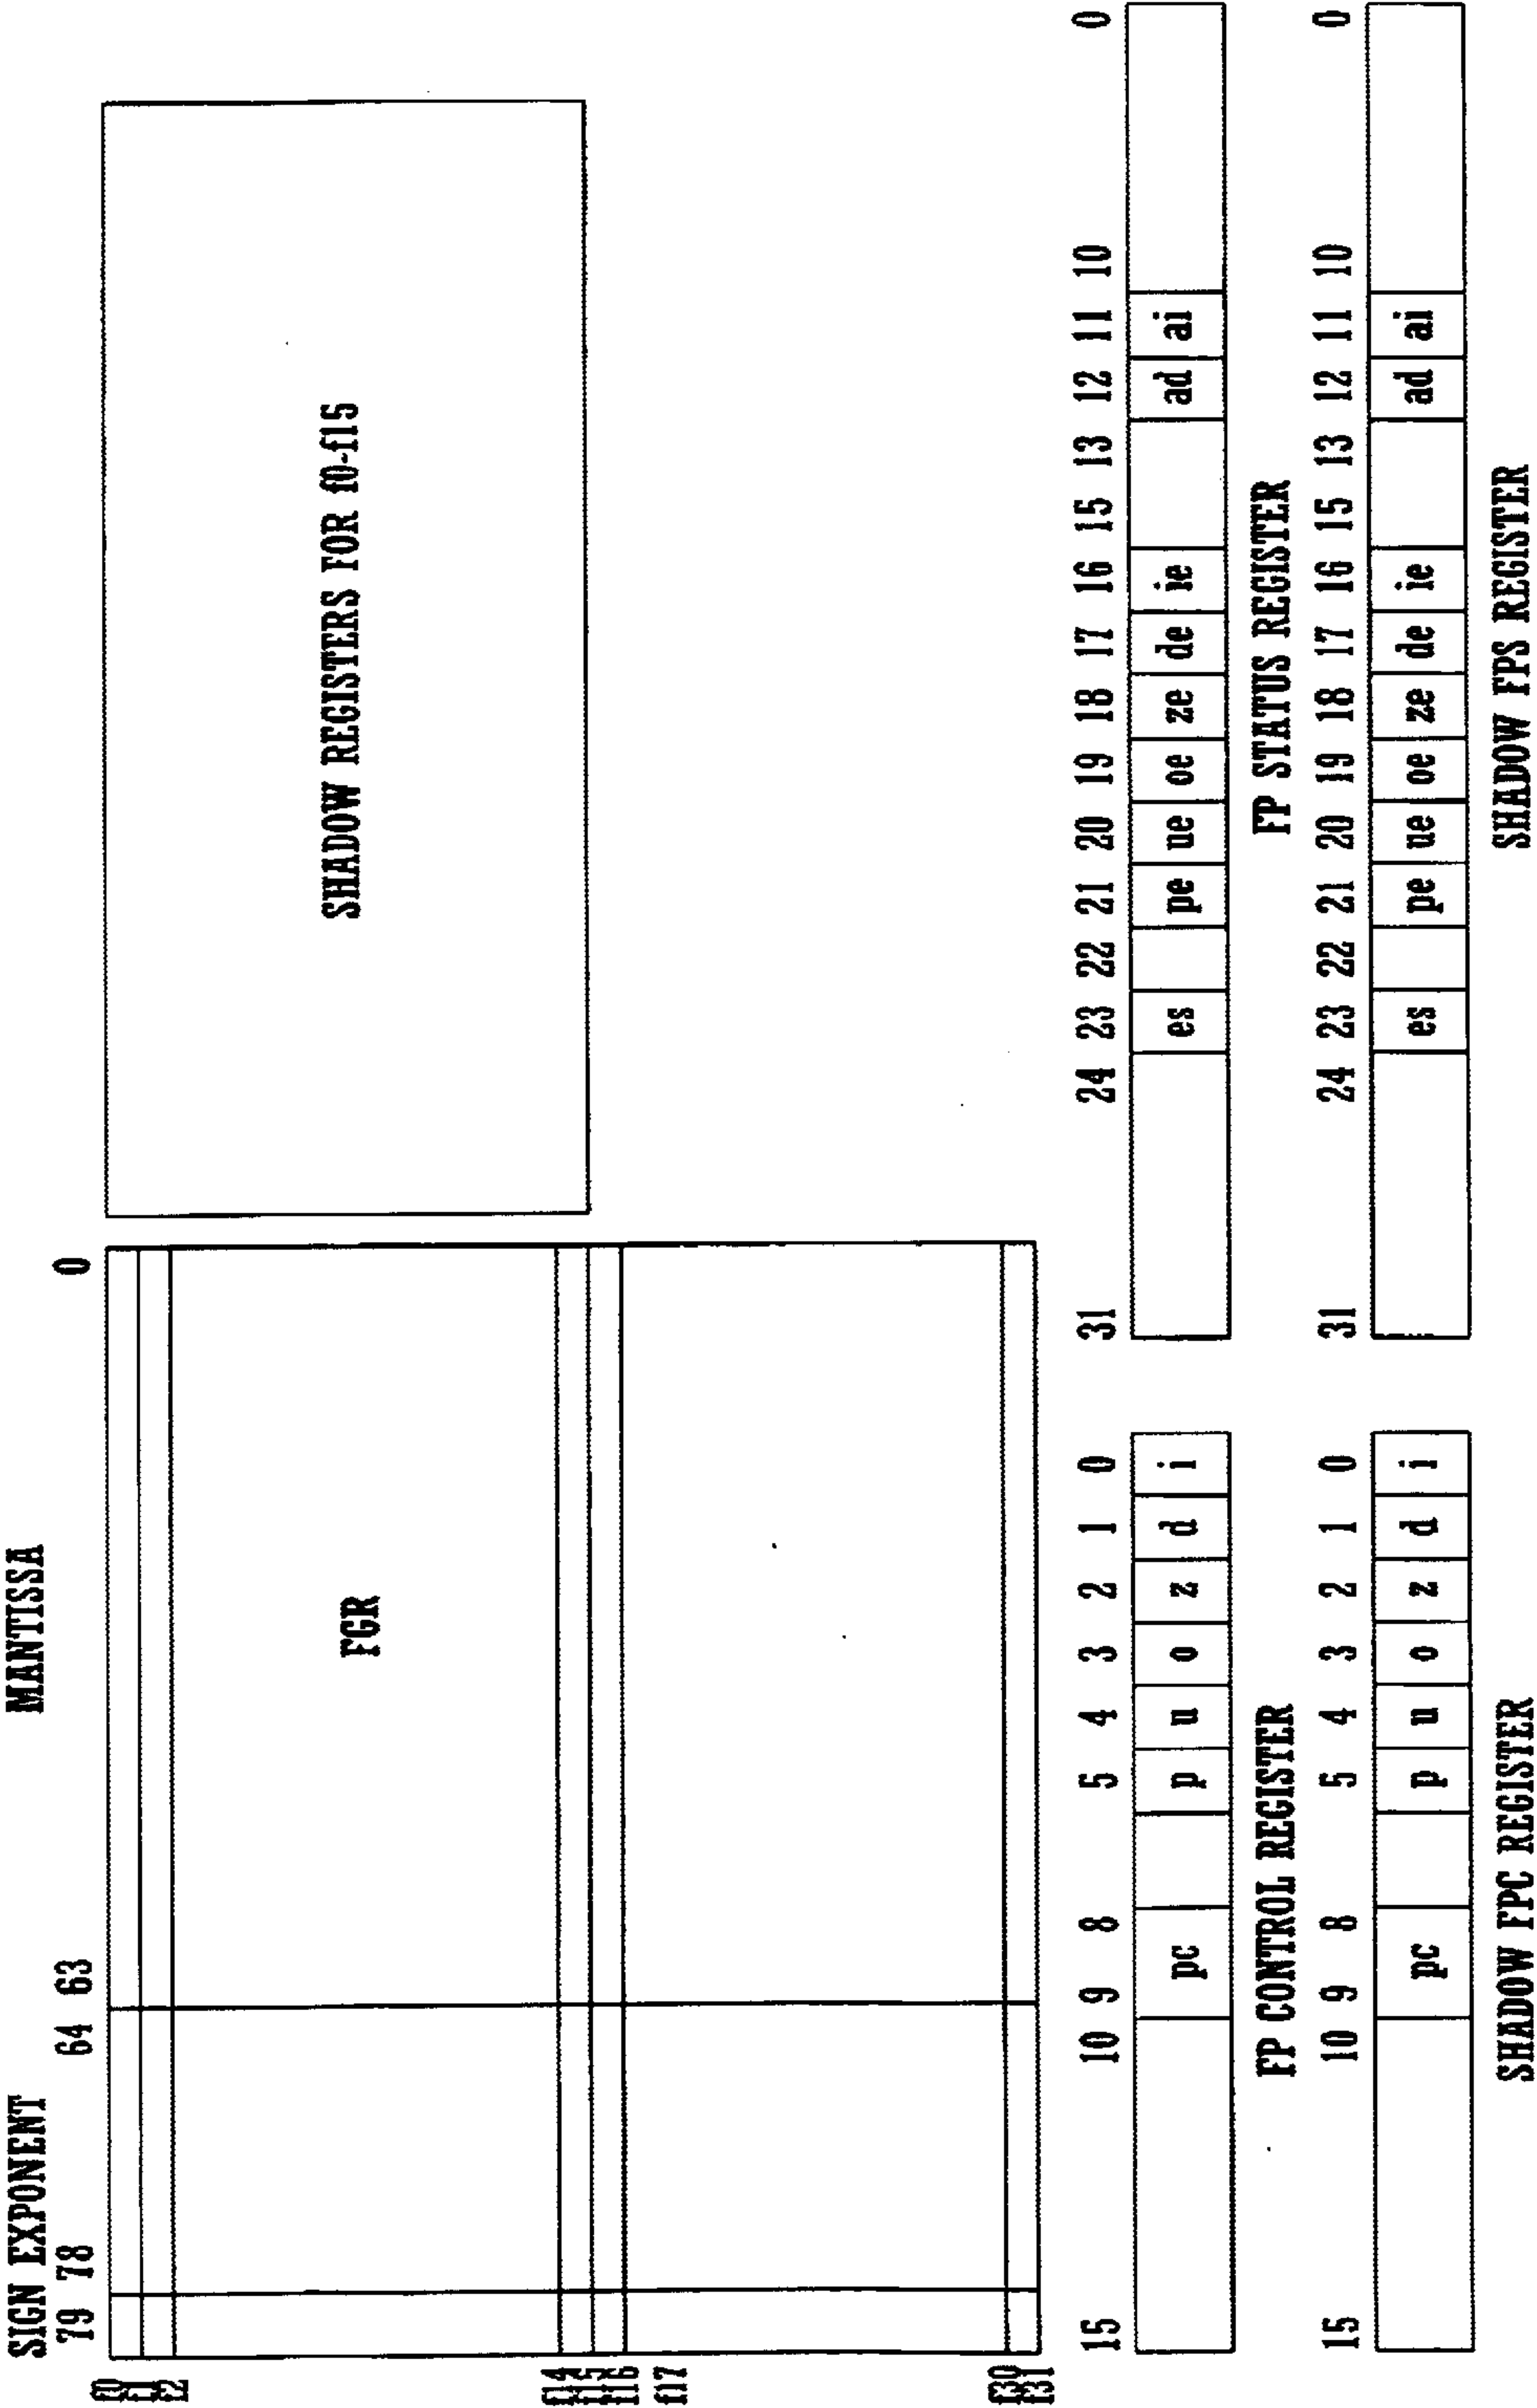 SIGN EXPONENT MANTISSA
79 78 64 63 0
f0
f1
f2
FGR
SHADOW REGISTERS FOR f0-f15
f14
f15
f16
f17
f30
f31
15 10 9 8 5 4 3 2 1 0
pc p u o z d i
FP CONTROL REGISTER
31 24 23 22 21 20 19 18 17 16 15 13 12 11 10 0
es pe ue oe ze de ie ad ai
FP STATUS REGISTER
15 10 9 8 5 4 3 2 1 0
pc p u o z d i
SHADOW FPC REGISTER
31 24 23 22 21 20 19 18 17 16 15 13 12 11 10 0
es pe ue oe ze de ie ad ai
SHADOW FPS REGISTER